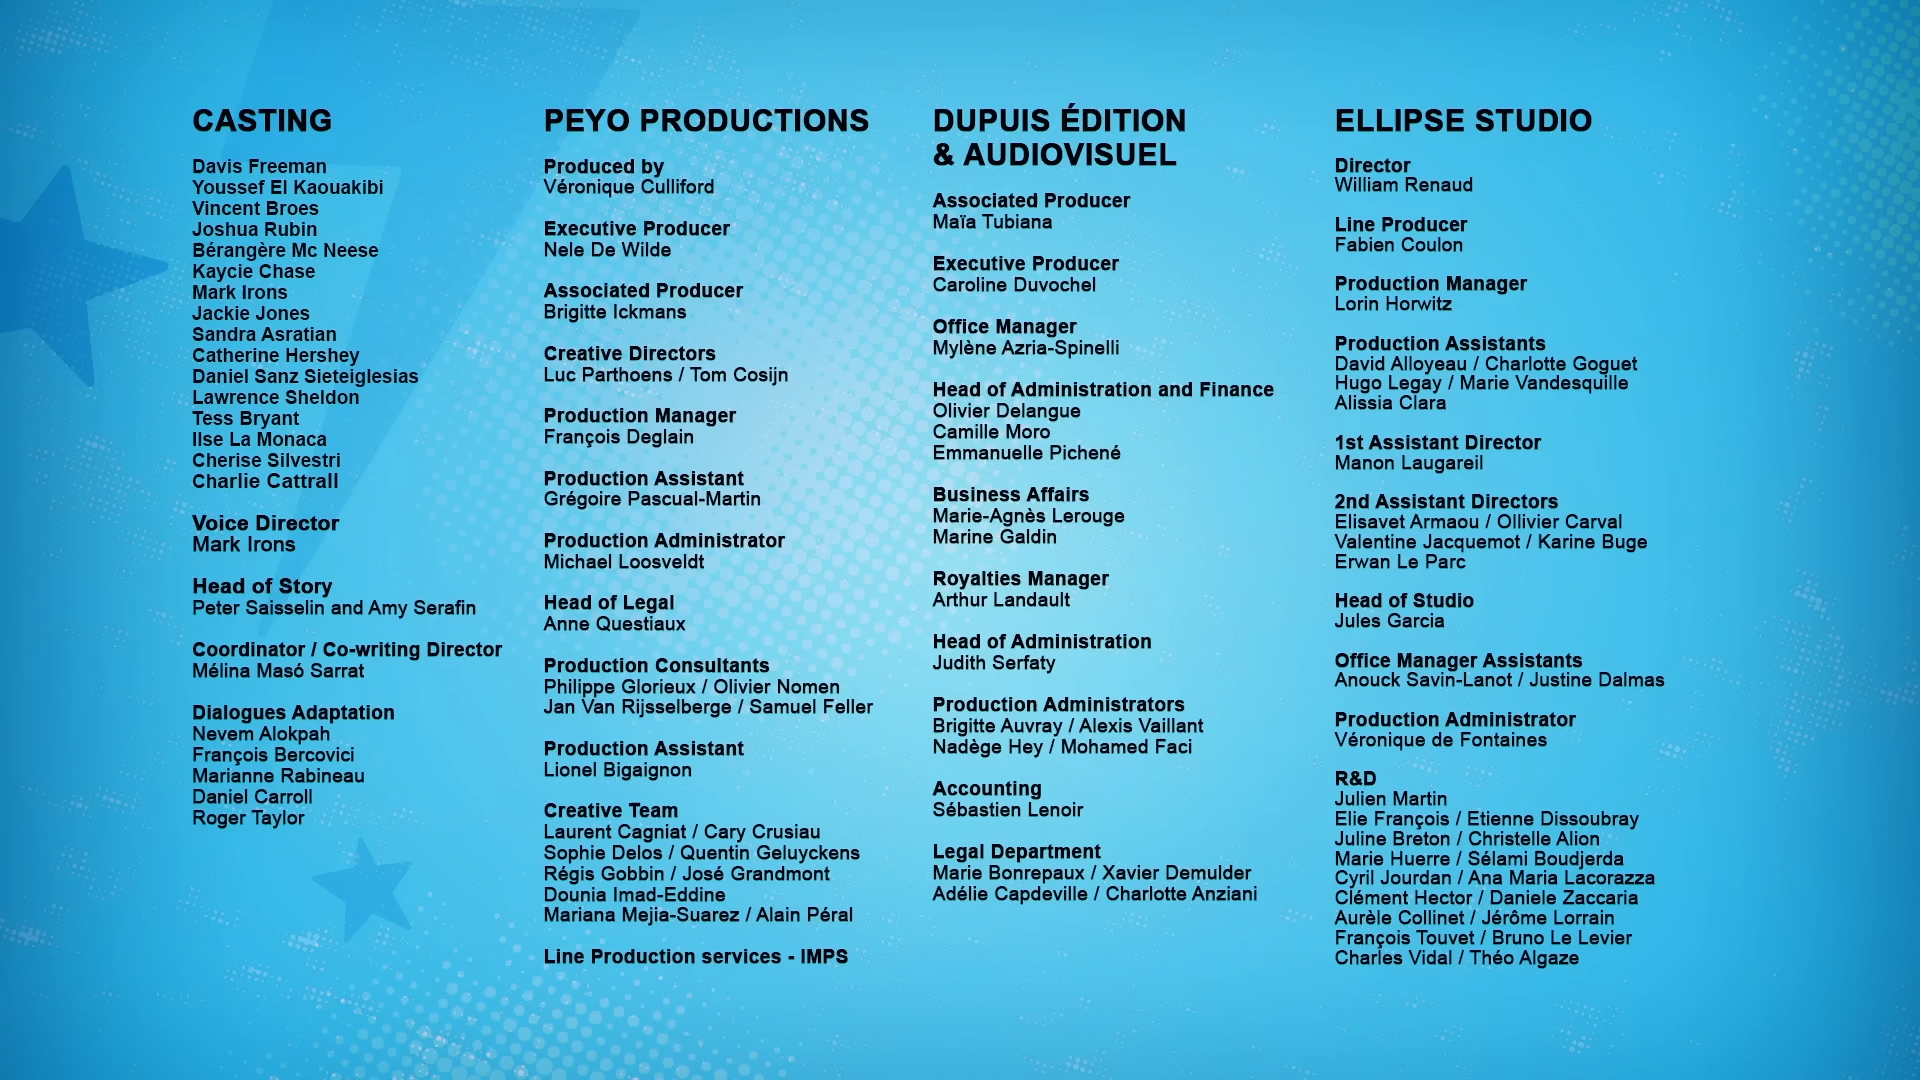 CASTING
Davis Freeman
Youssef El Kaouakibi
Vincent Broes
Joshua Rubin
Bérangère Mc Neese
Kaycie Chase
Mark Irons
Jackie Jones
Sandra Asratian
Catherine Hershey
Daniel Sanz Sieteiglesias
Lawrence Sheldon
Tess Bryant
Ilse La Monaca
Cherise Silvestri
Charlie Cattrall
Voice Director
Mark Irons
Head of Story
Peter Saisselin and Amy Serafin
Coordinator / Co-writing Director
Mélina Masó Sarrat
Dialogues Adaptation
Nevem Alokpah
François Bercovici
Marianne Rabineau
Daniel Carroll
Roger Taylor
PEYO PRODUCTIONS
Produced by
Véronique Culliford
Executive Producer
Nele De Wilde
Associated Producer
Brigitte Ickmans
Creative Directors
Luc Parthoens / Tom Cosijn
Production Manager
François Deglain
Production Assistant
Grégoire Pascual-Martin
Production Administrator
Michael Loosveldt
Head of Legal
Anne Questiaux
Production Consultants
Philippe Glorieux / Olivier Nomen
Jan Van Rijsselberge / Samuel Feller
Production Assistant
Lionel Bigaignon
Creative Team
Laurent Cagniat / Cary Crusiau
Sophie Delos / Quentin Geluyckens
Régis Gobbin / José Grandmont
Dounia Imad-Eddine
Mariana Mejia-Suarez / Alain Péral
Line Production services - IMPS
DUPUIS ÉDITION
& AUDIOVISUEL
Associated Producer
Maïa Tubiana
Executive Producer
Caroline Duvochel
Office Manager
Mylène Azria-Spinelli
Head of Administration and Finance
Olivier Delangue
Camille Moro
Emmanuelle Pichené
Business Affairs
Marie-Agnès Lerouge
Marine Galdin
Royalties Manager
Arthur Landault
Head of Administration
Judith Serfaty
Production Administrators
Brigitte Auvray / Alexis Vaillant
Nadège Hey / Mohamed Faci
Accounting
Sébastien Lenoir
Legal Department
Marie Bonrepaux / Xavier Demulder
Adélie Capdeville / Charlotte Anziani
ELLIPSE STUDIO
Director
William Renaud
Line Producer
Fabien Coulon
Production Manager
Lorin Horwitz
Production Assistants
David Alloyeau / Charlotte Goguet
Hugo Legay / Marie Vandesquille
Alissia Clara
1st Assistant Director
Manon Laugareil
2nd Assistant Directors
Elisavet Armaou / Ollivier Carval
Valentine Jacquemot / Karine Buge
Erwan Le Parc
Head of Studio
Jules Garcia
Office Manager Assistants
Anouck Savin-Lanot / Justine Dalmas
Production Administrator
Véronique de Fontaines
R&D
Julien Martin
Elie François / Etienne Dissoubray
Juline Breton / Christelle Alion
Marie Huerre / Sélami Boudjerda
Cyril Jourdan / Ana Maria Lacorazza
Clément Hector / Daniele Zaccaria
Aurèle Collinet / Jérôme Lorrain
François Touvet / Bruno Le Levier
Charles Vidal / Théo Algaze